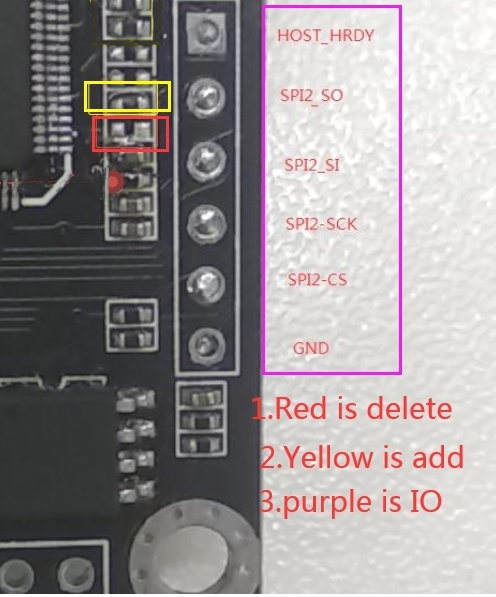 HOST_HRDY
SPI2_SO
SPI2_SI
SPI2-SCK
SPI2-CS
GND
1.Red is delete
2.Yellow is add
3.purple is IO